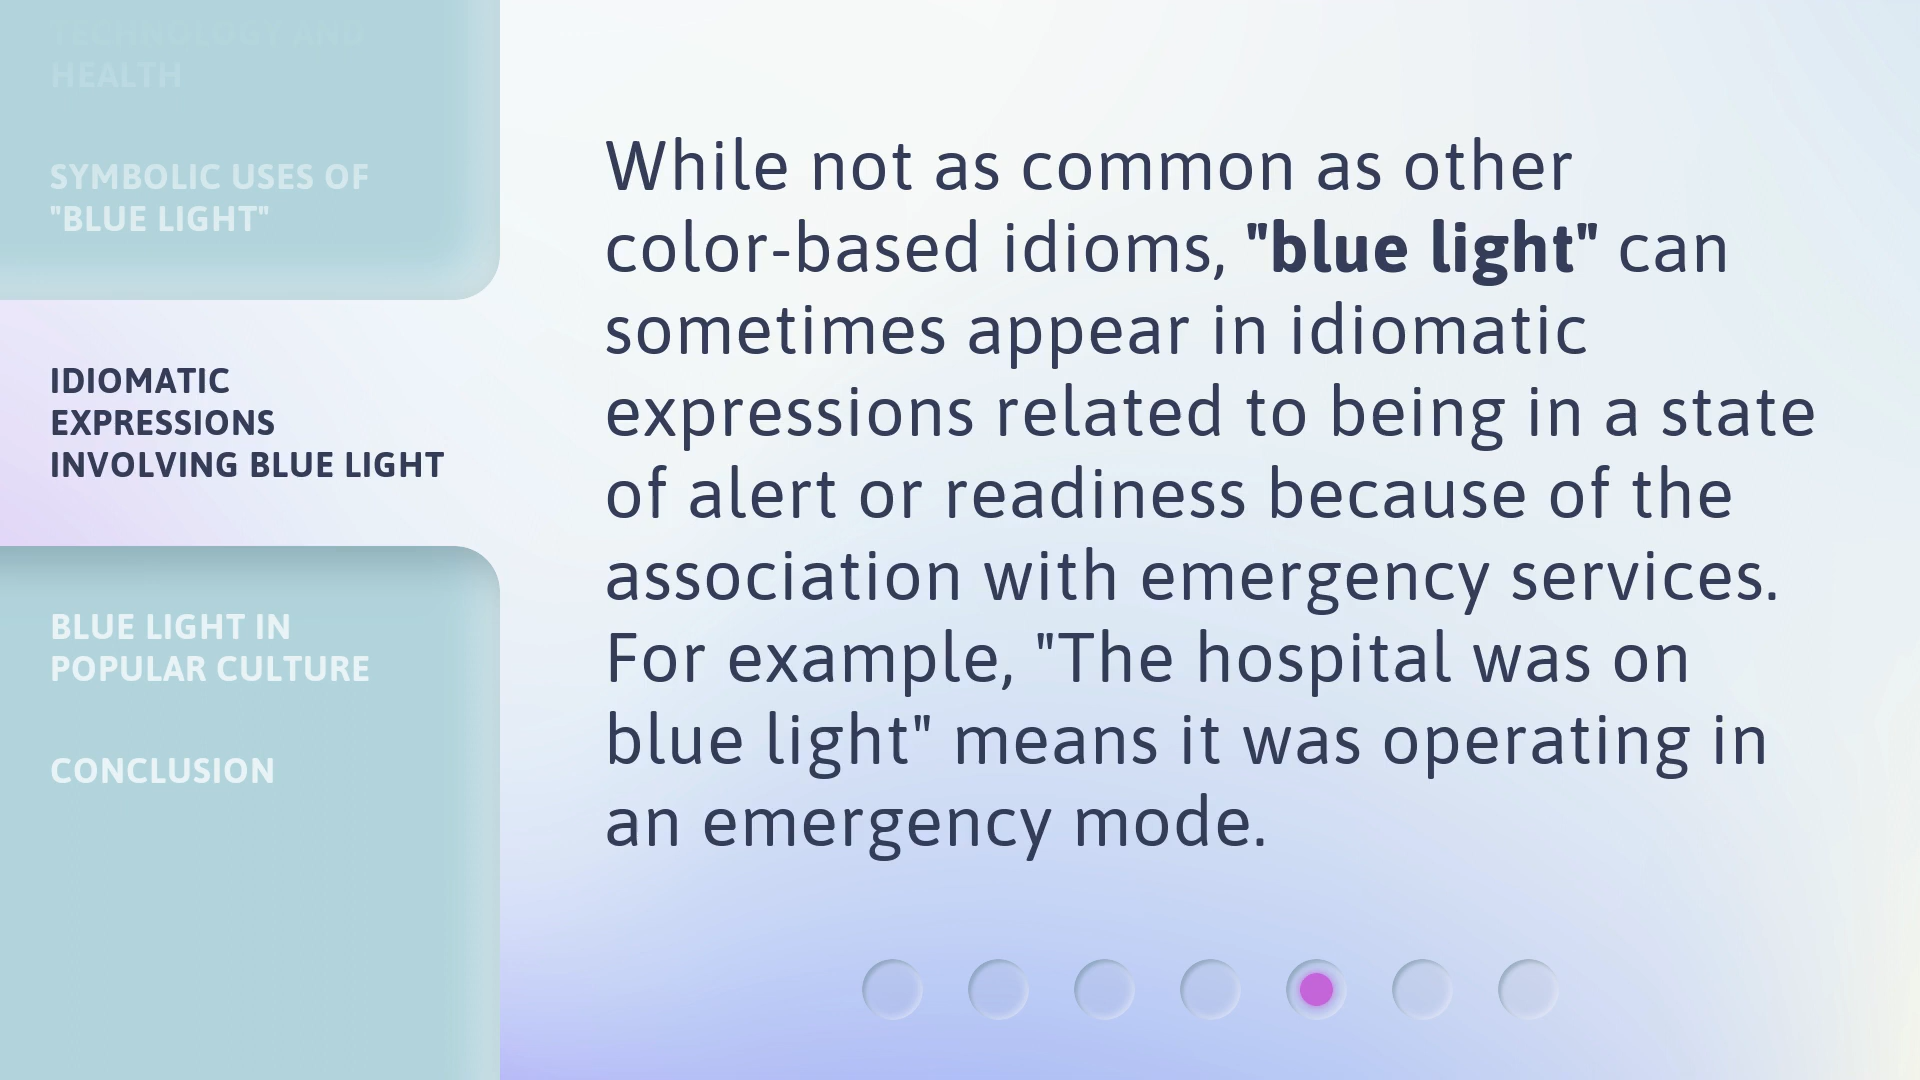 TECHNOLOGY AND
HEALTH
SYMBOLIC USES OF
"BLUE LIGHT"
IDIOMATIC
EXPRESSIONS
INVOLVING BLUE LIGHT
BLUE LIGHT IN
POPULAR CULTURE
CONCLUSION
While not as common as other
color-based idioms, "blue light" can
sometimes appear in idiomatic
expressions related to being in a state
of alert or readiness because of the
association with emergency services.
For example, "The hospital was on
blue light" means it was operating in
an emergency mode.